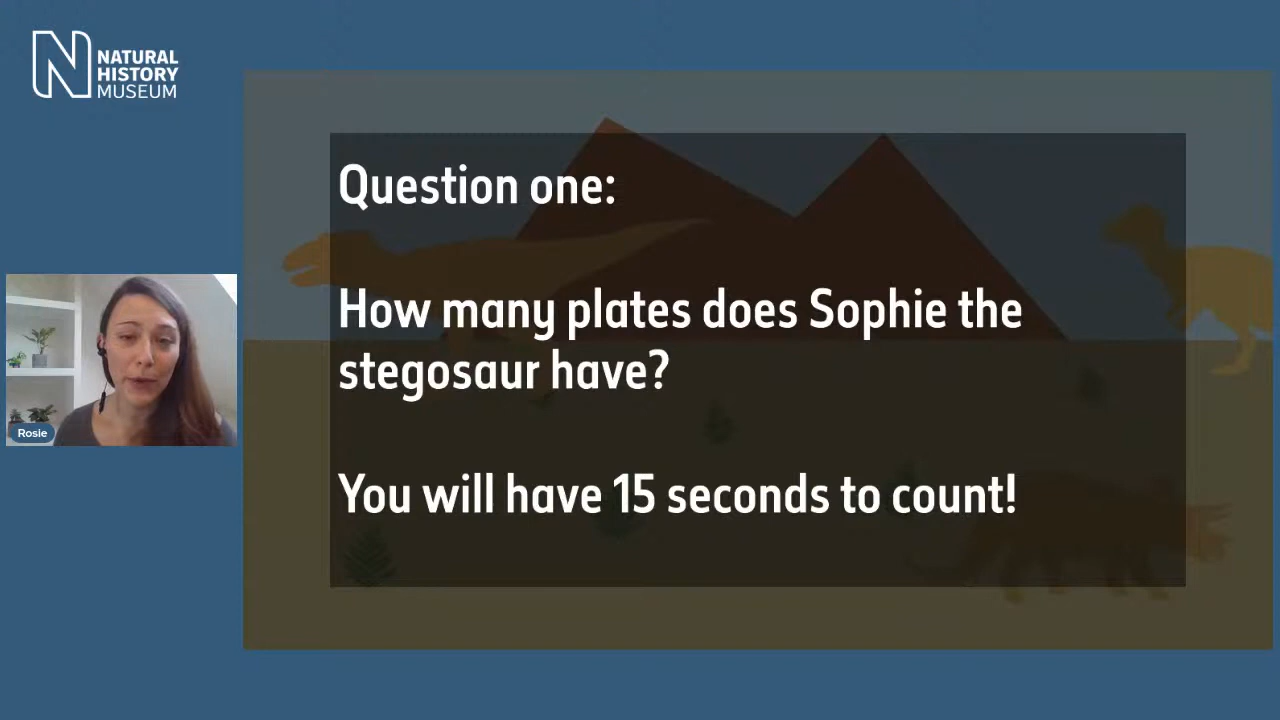 NATURAL
HISTORY
MUSEUM
Question one:
How many plates does Sophie the
stegosaur have?
You will have 15 seconds to count!
Rosie